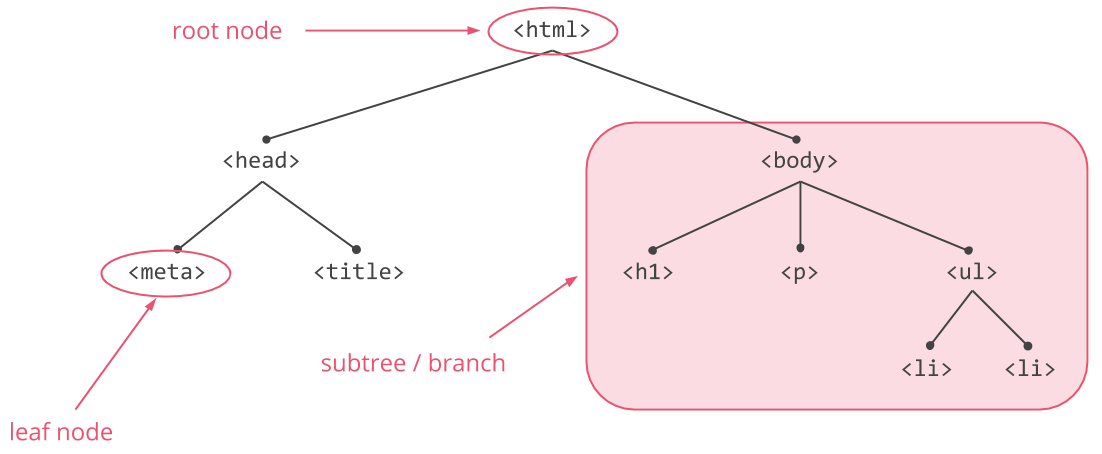 root node
<html>
<head>
<body>
<meta>
<title>
<h1>
<p>
<ul>
subtree / branch
<li>
<li>
leaf node